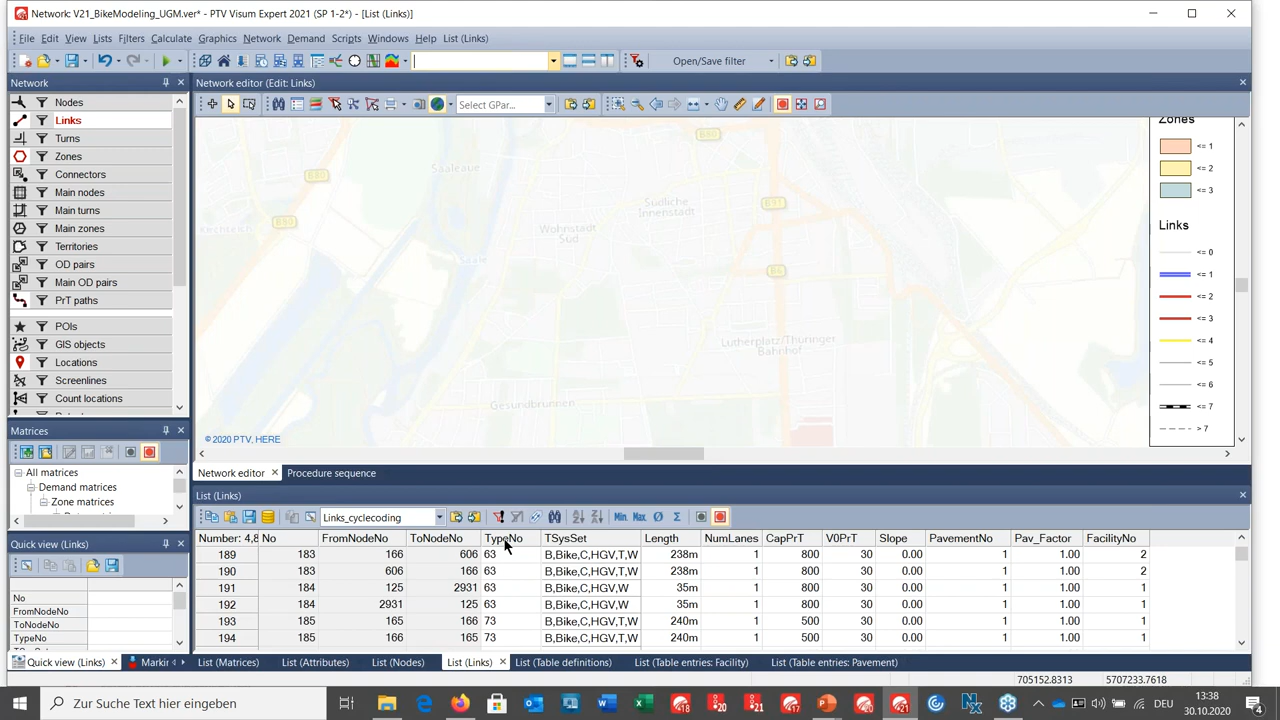 Network: V21_BikeModeling_UGM.ver* - PTV Visum Expert 2021 (SP 1-2*) - [List (Links)]
File Edit View Lists Filters Calculate Graphics Network Demand Scripts Windows Help List (Links)
Open/Save filter
Network
Network editor (Edit: Links)
Select GPar...
Nodes
Links
Turns
Zones
Connectors
Main nodes
Main turns
Main zones
Territories
OD pairs
Main OD pairs
PrT paths
POIs
GIS objects
Locations
Screenlines
Count locations
Saaleaue
B80
B80
B80
Südliche Innenstadt
B91
Wohnstadt Süd
Saale
B6
Lutherplatz/Thüringer Bahnhof
Gesundbrunnen
© 2020 PTV, HERE
Zones
<= 1
<= 2
<= 3
Links
<= 0
<= 1
<= 2
<= 3
<= 4
<= 5
<= 6
<= 7
> 7
Matrices
All matrices
Demand matrices
Zone matrices
Network editor Procedure sequence
List (Links)
Links_cyclecoding
Min. Max. Ø Σ
Quick view (Links)
No
FromNodeNo
ToNodeNo
TypeNo
Number: 4,8 No FromNodeNo ToNodeNo TypeNo TSysSet Length NumLanes CapPrT V0PrT Slope PavementNo Pav_Factor FacilityNo
189 183 166 606 63 B,Bike,C,HGV,T,W 238m 1 800 30 0.00 1 1.00 2
190 183 606 166 63 B,Bike,C,HGV,T,W 238m 1 800 30 0.00 1 1.00 2
191 184 125 2931 63 B,Bike,C,HGV,W 35m 1 800 30 0.00 1 1.00 1
192 184 2931 125 63 B,Bike,C,HGV,W 35m 1 800 30 0.00 1 1.00 1
193 185 165 166 73 B,Bike,C,HGV,T,W 240m 1 500 30 0.00 1 1.00 1
194 185 166 165 73 B,Bike,C,HGV,T,W 240m 1 500 30 0.00 1 1.00 1
Quick view (Links) Markin List (Matrices) List (Attributes) List (Nodes) List (Links) List (Table definitions) List (Table entries: Facility) List (Table entries: Pavement)
705152.8313 5707233.7618
Zur Suche Text hier eingeben
DEU
13:38
30.10.2020